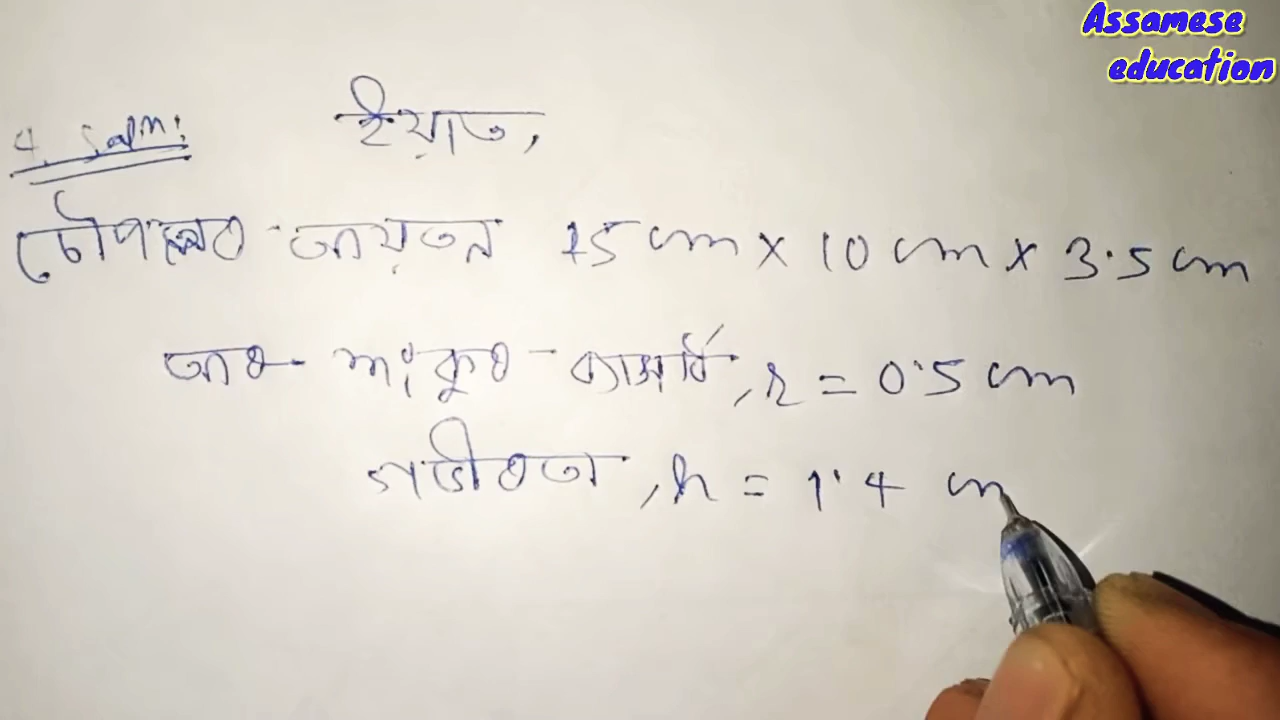 Assamese
education
4. Soln:
ইয়াত,
চৌপলৰ আয়তন 15 cm x 10 cm x 3.5 cm
আৰু শংকুৰ ব্যাসাৰ্ধ, r = 0.5 cm
গভীৰতা, h = 1.4 cm